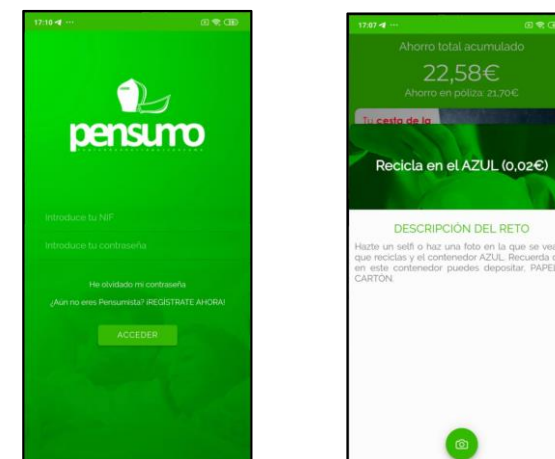 17:10
pensumo
Introduce tu NIF
Introduce tu contraseña
He olvidado mi contraseña
¿Aún no eres Pensumista? ¡REGÍSTRATE AHORA!
ACCEDER
17:07
Ahorro total acumulado
22,58€
Ahorro en póliza: 21,70€
Tu cesta de la
Recicla en el AZUL (0,02€)
DESCRIPCIÓN DEL RETO
Hazte un selfi o haz una foto en la que se vea
que reciclas y el contenedor AZUL. Recuerda
en este contenedor puedes depositar, PAPEL
CARTÓN.